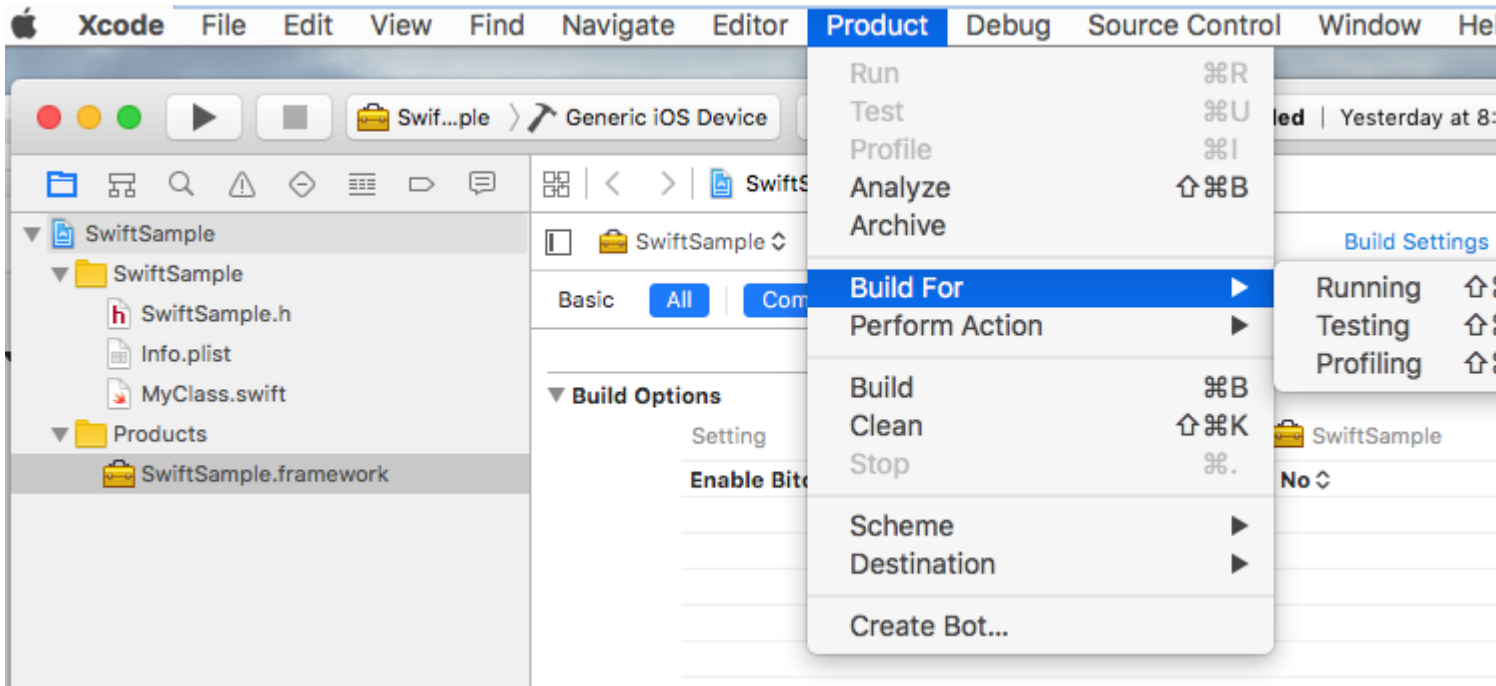 Xcode File Edit View Find Navigate Editor Product Debug Source Control Window
Run ⌘R
Test ⌘U
Profile ⌘I
Analyze ⇧⌘B
Archive
Build For
Perform Action
Build ⌘B
Clean ⇧⌘K
Stop ⌘.
Scheme
Destination
Create Bot...
Running
Testing
Profiling
Swif...ple Generic iOS Device
Yesterday at 8:
SwiftSample
SwiftSample
h SwiftSample.h
Info.plist
MyClass.swift
Products
SwiftSample.framework
SwiftSample
Build Settings
Basic All
Build Options
Setting
SwiftSample
Enable
No